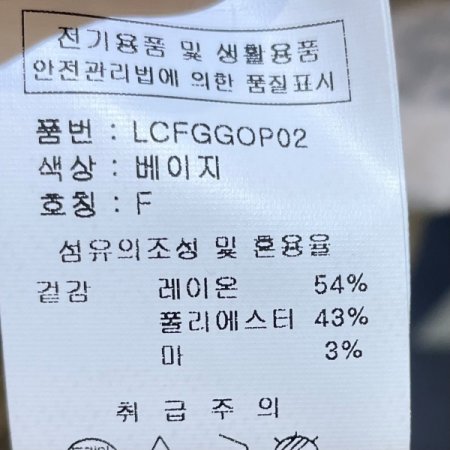 전기용품 및 생활용품
안전관리법에 의한 품질표시
품번 : LCFGGOP02
색상 : 베이지
호칭 : F
섬유의조성 및 혼용율
겉감 레이온 54%
폴리에스터 43%
마 3%
취급주의